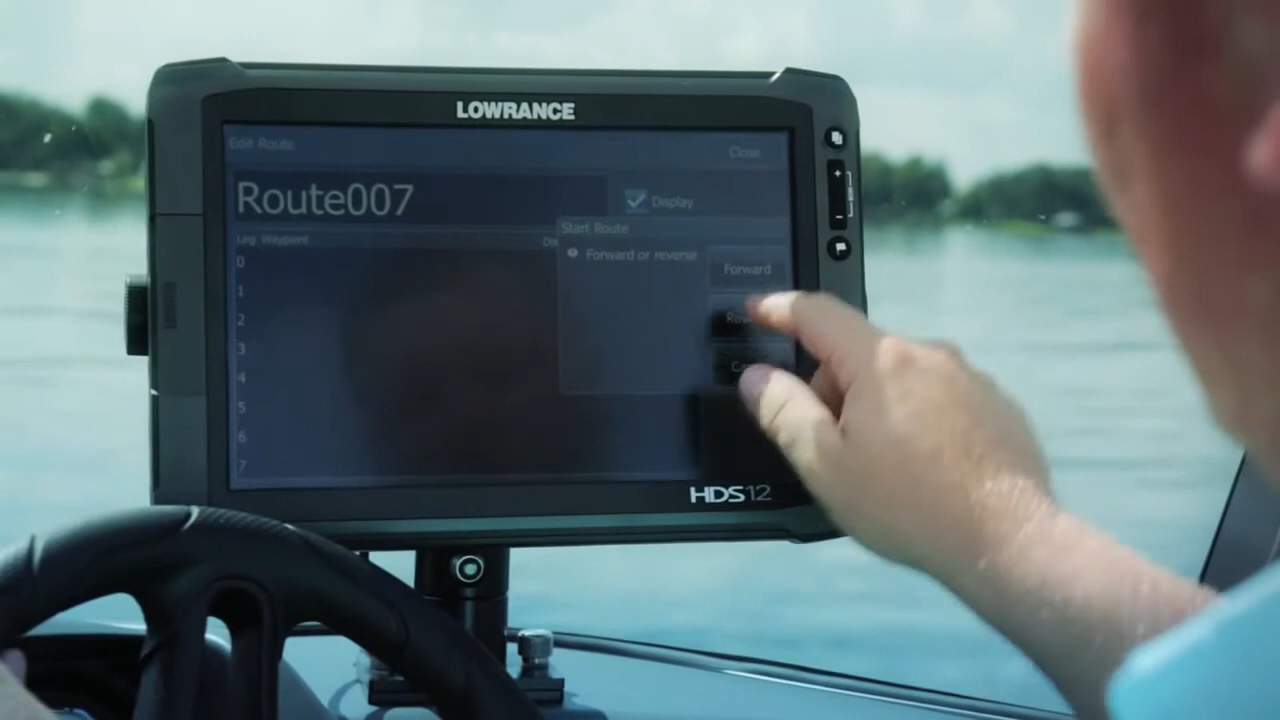 LOWRANCE
Edit Route
Close
Route007
Display
Start Route
Leg Waypoint
Forward or reverse
Forward
0
1
2
3
4
5
6
7
HDS12